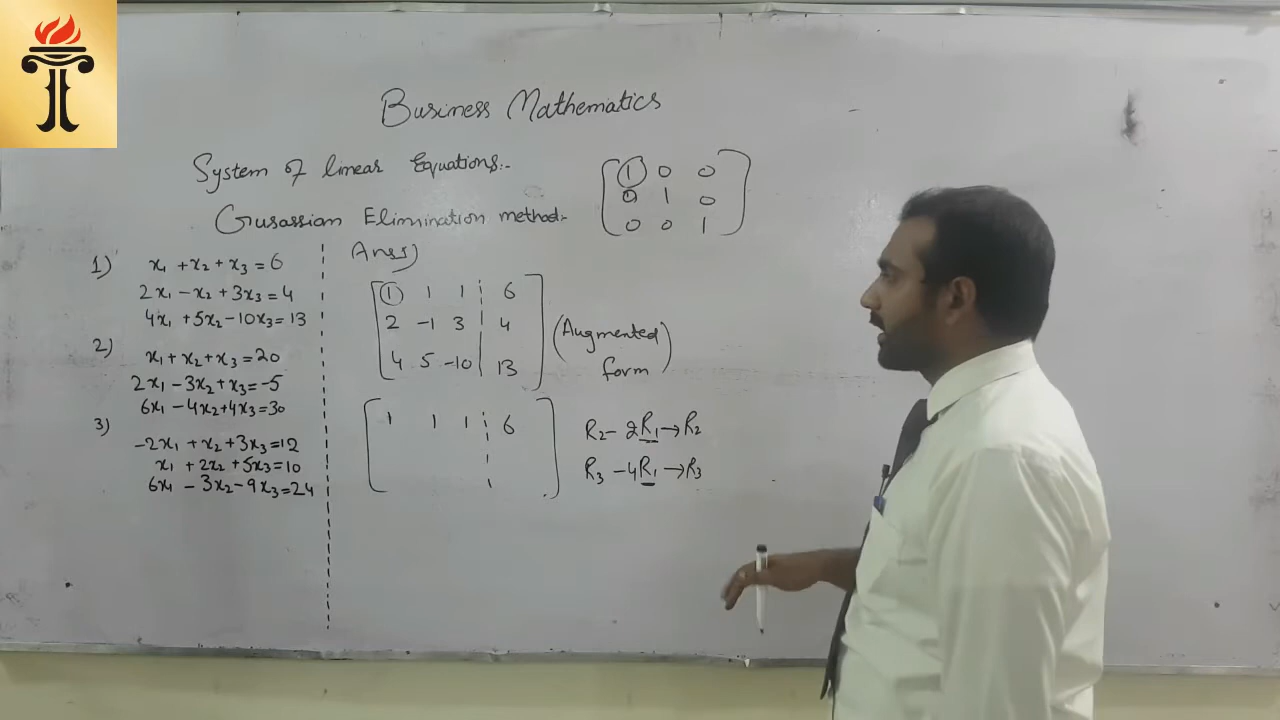 Business Mathematics
System of linear Equations:-
Gusassian Elimination method:-
1 0 0
0 1 0
0 0 1
1) x₁ + x₂ + x₃ = 6
2x₁ - x₂ + 3x₃ = 4
4x₁ + 5x₂ - 10x₃ = 13
2) x₁ + x₂ + x₃ = 20
2x₁ - 3x₂ + x₃ = -5
6x₁ - 4x₂ + 4x₃ = 30
3) -2x₁ + x₂ + 3x₃ = 12
x₁ + 2x₂ + 5x₃ = 10
6x₁ - 3x₂ - 9x₃ = 24
Ans)
1 1 1 6
2 -1 3 4
4 5 -10 13
(Augmented
form)
1 1 1 6
R₂ - 2R₁ → R₂
R₃ - 4R₁ → R₃